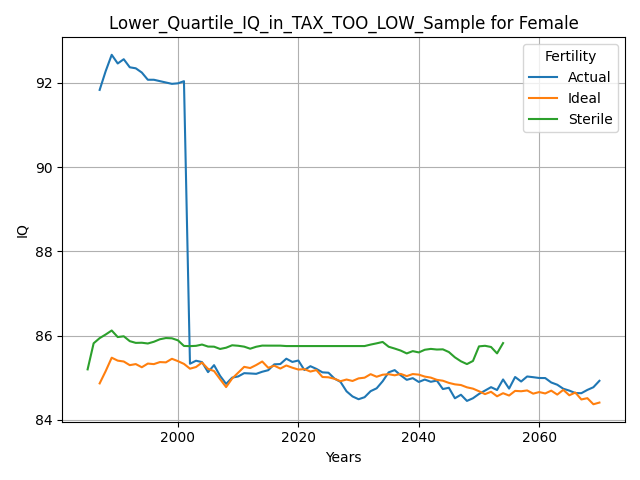 Lower_Quartile_IQ_in_TAX_TOO_LOW_Sample for Female
Fertility
Actual
Ideal
Sterile
IQ
92
90
88
86
84
2000
2020
2040
2060
Years